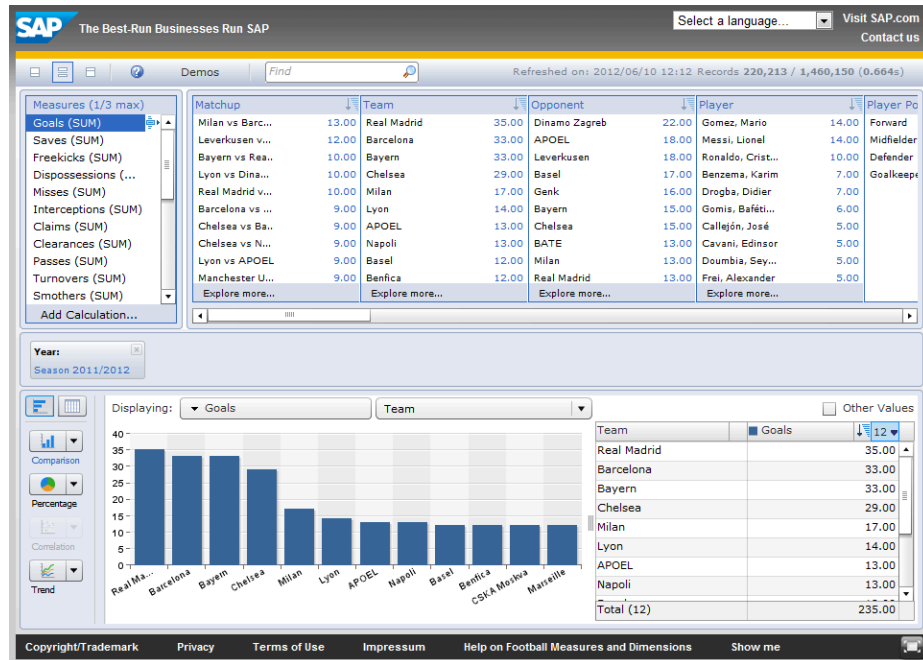 SAP The Best-Run Businesses Run SAP
Select a language...
Visit SAP.com
Contact us
Demos
Find
Refreshed on: 2012/06/10 12:12 Records 220,213 / 1,460,150 (0.664s)
Measures (1/3 max)
Goals (SUM)
Saves (SUM)
Freekicks (SUM)
Dispossessions (...
Misses (SUM)
Interceptions (SUM)
Claims (SUM)
Clearances (SUM)
Passes (SUM)
Turnovers (SUM)
Smothers (SUM)
Add Calculation...
Matchup Team Opponent Player Player Po
Milan vs Barc... 13.00 Real Madrid 35.00 Dinamo Zagreb 22.00 Gomez, Mario 14.00 Forward
Leverkusen v... 12.00 Barcelona 33.00 APOEL 18.00 Messi, Lionel 14.00 Midfielder
Bayern vs Rea.. 10.00 Bayern 33.00 Leverkusen 18.00 Ronaldo, Crist... 10.00 Defender
Lyon vs Dina... 10.00 Chelsea 29.00 Basel 17.00 Benzema, Karim 7.00 Goalkeepe
Real Madrid v... 10.00 Milan 17.00 Genk 16.00 Drogba, Didier 7.00
Barcelona vs ... 9.00 Lyon 14.00 Bayern 15.00 Gomis, Baféti... 6.00
Chelsea vs Ba.. 9.00 APOEL 13.00 Chelsea 15.00 Callejón, José 5.00
Chelsea vs N... 9.00 Napoli 13.00 BATE 13.00 Cavani, Edinsor 5.00
Lyon vs APOEL 9.00 Basel 12.00 Milan 13.00 Doumbia, Sey... 5.00
Manchester U... 9.00 Benfica 12.00 Real Madrid 13.00 Frei, Alexander 5.00
Explore more... Explore more... Explore more... Explore more...
Year:
Season 2011/2012
Displaying: Goals Team Other Values
Comparison
Percentage
Correlation
Trend
40
35
30
25
20
15
10
5
0
Real Ma... Barcelona Bayern Chelsea Milan Lyon APOEL Napoli Basel Benfica CSKA Moskva Marseille
Team Goals 12
Real Madrid 35.00
Barcelona 33.00
Bayern 33.00
Chelsea 29.00
Milan 17.00
Lyon 14.00
APOEL 13.00
Napoli 13.00
Total (12) 235.00
Copyright/Trademark Privacy Terms of Use Impressum Help on Football Measures and Dimensions Show me